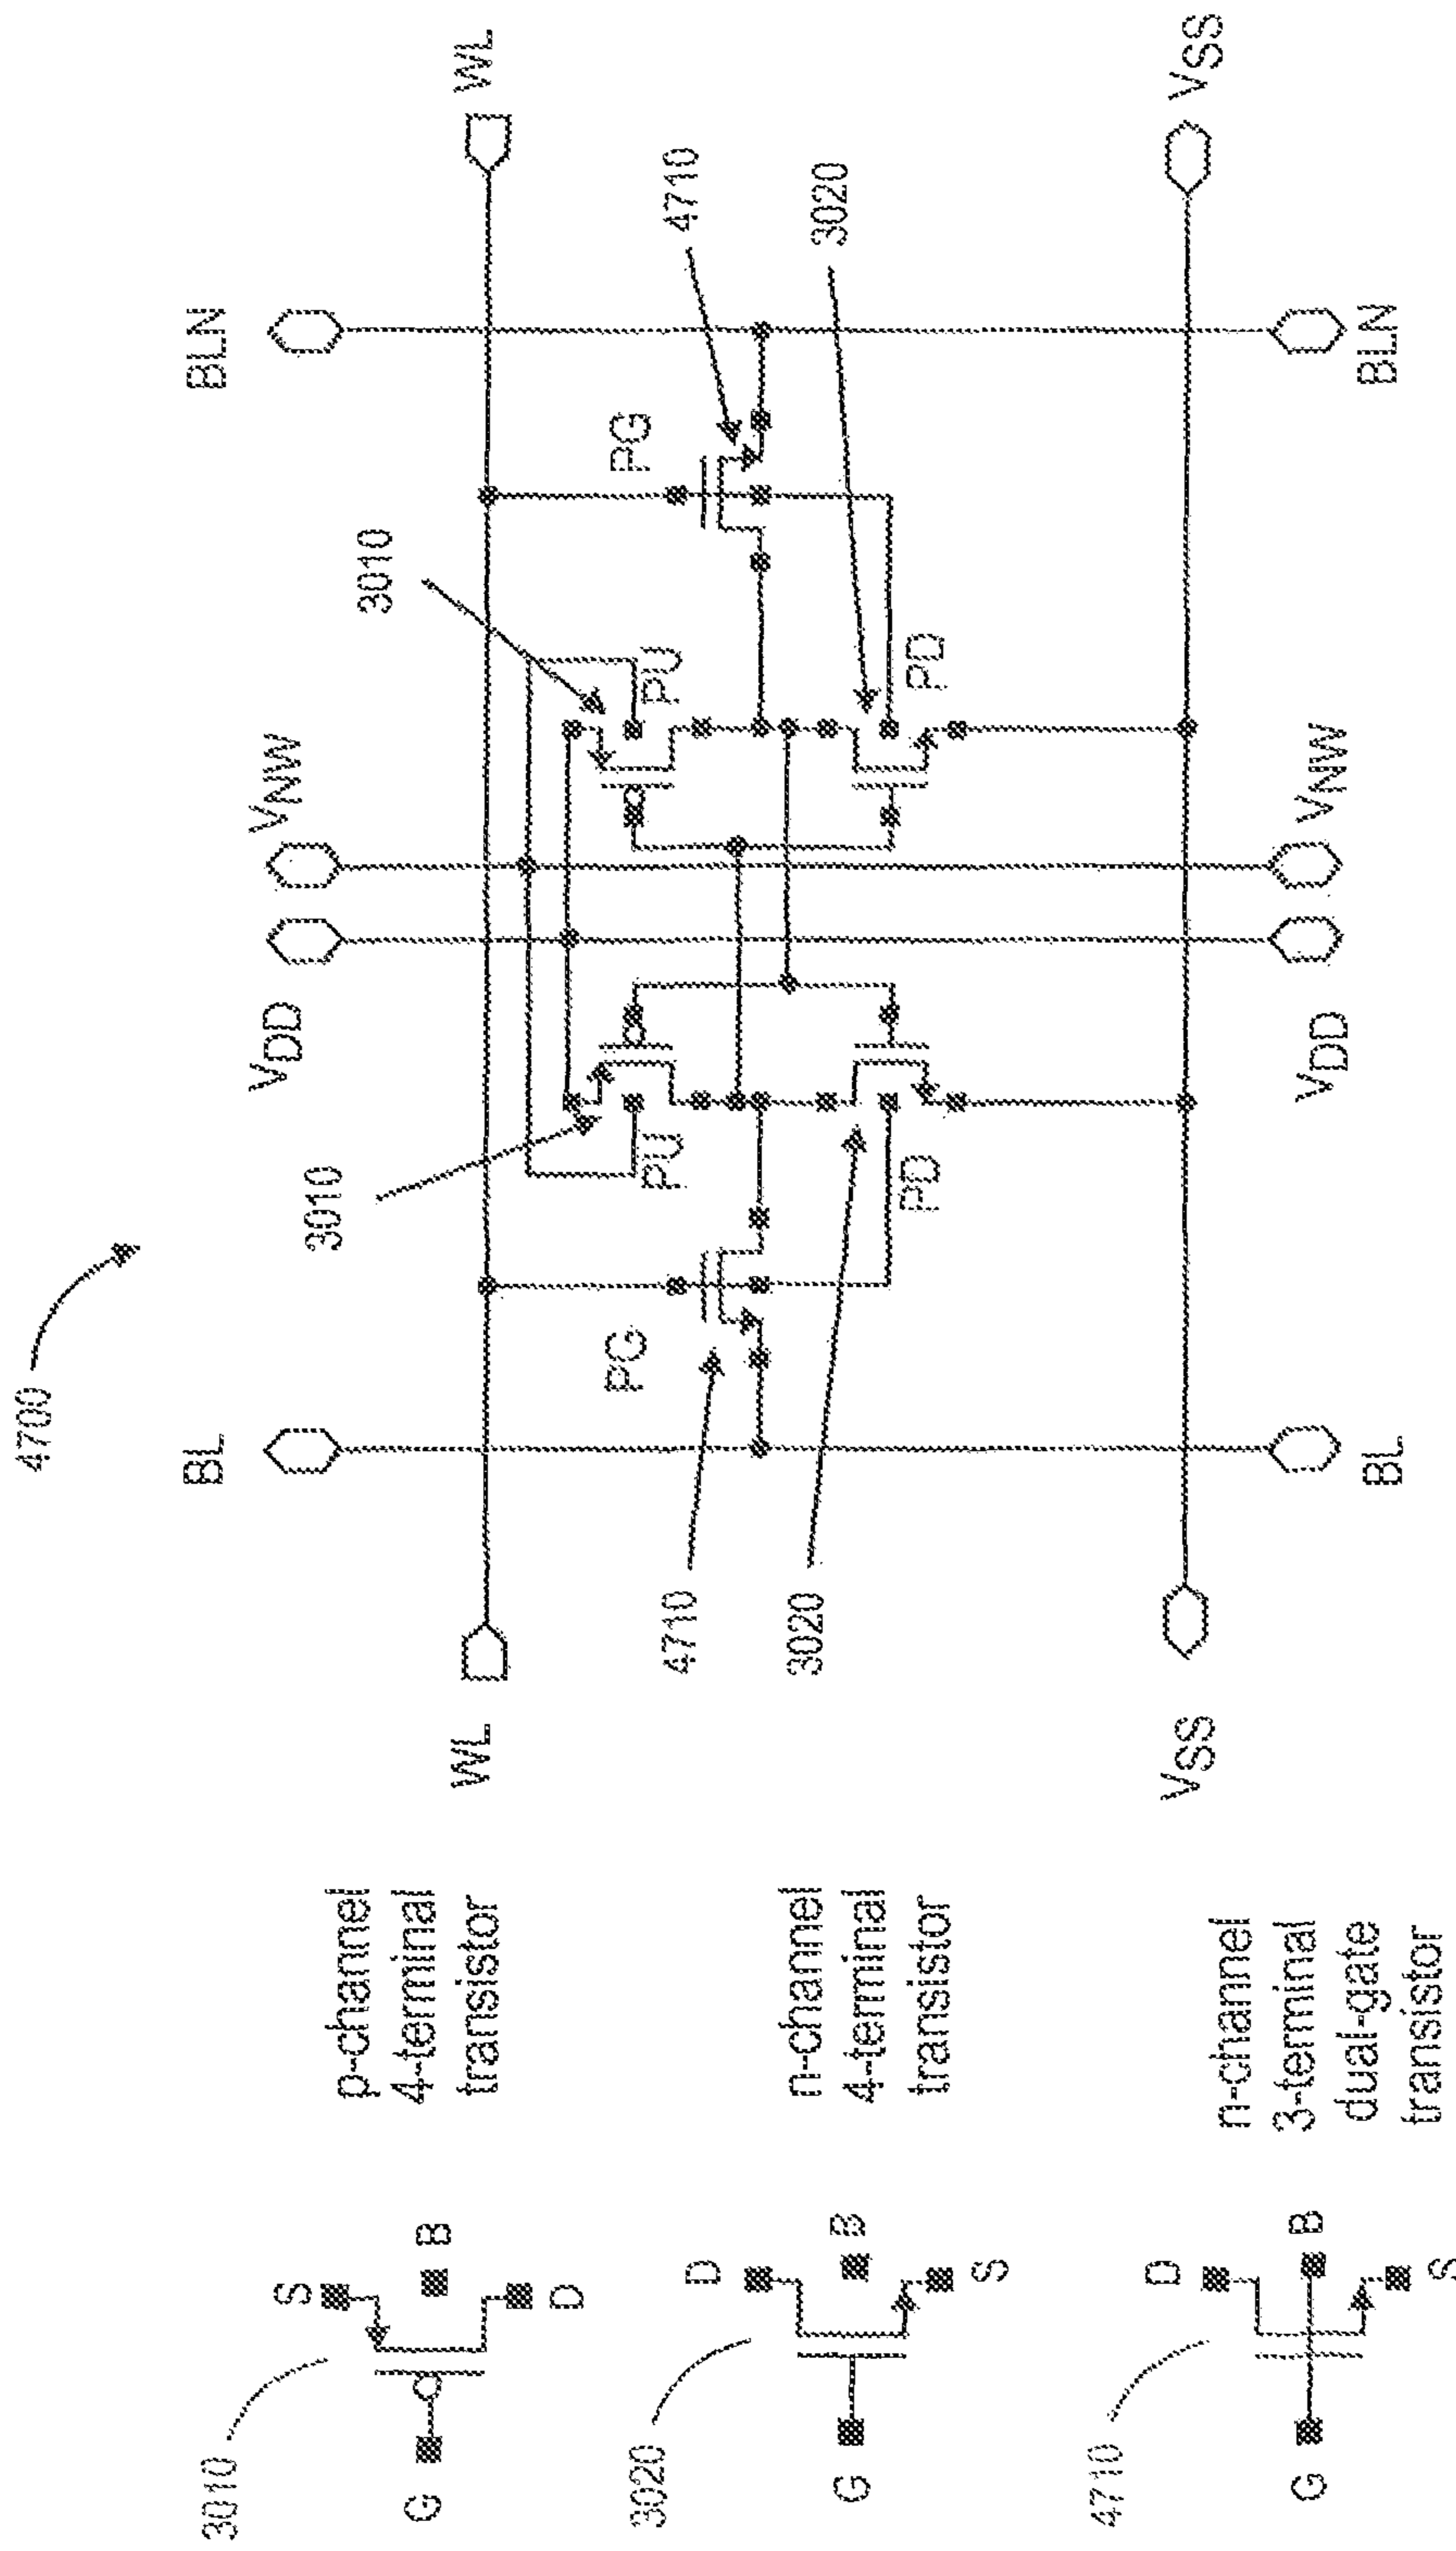 4700
BL
VDD
VNW
BLN
WL
WL
3010
3010
PU
PU
PG
PG
4710
4710
PD
PD
3020
3020
VSS
VSS
BL
VDD
VNW
BLN
3010
G
S
B
D
p-channel
4-terminal
transistor
3020
G
D
B
S
n-channel
4-terminal
transistor
4710
G
D
B
S
n-channel
3-terminal
dual-gate
transistor